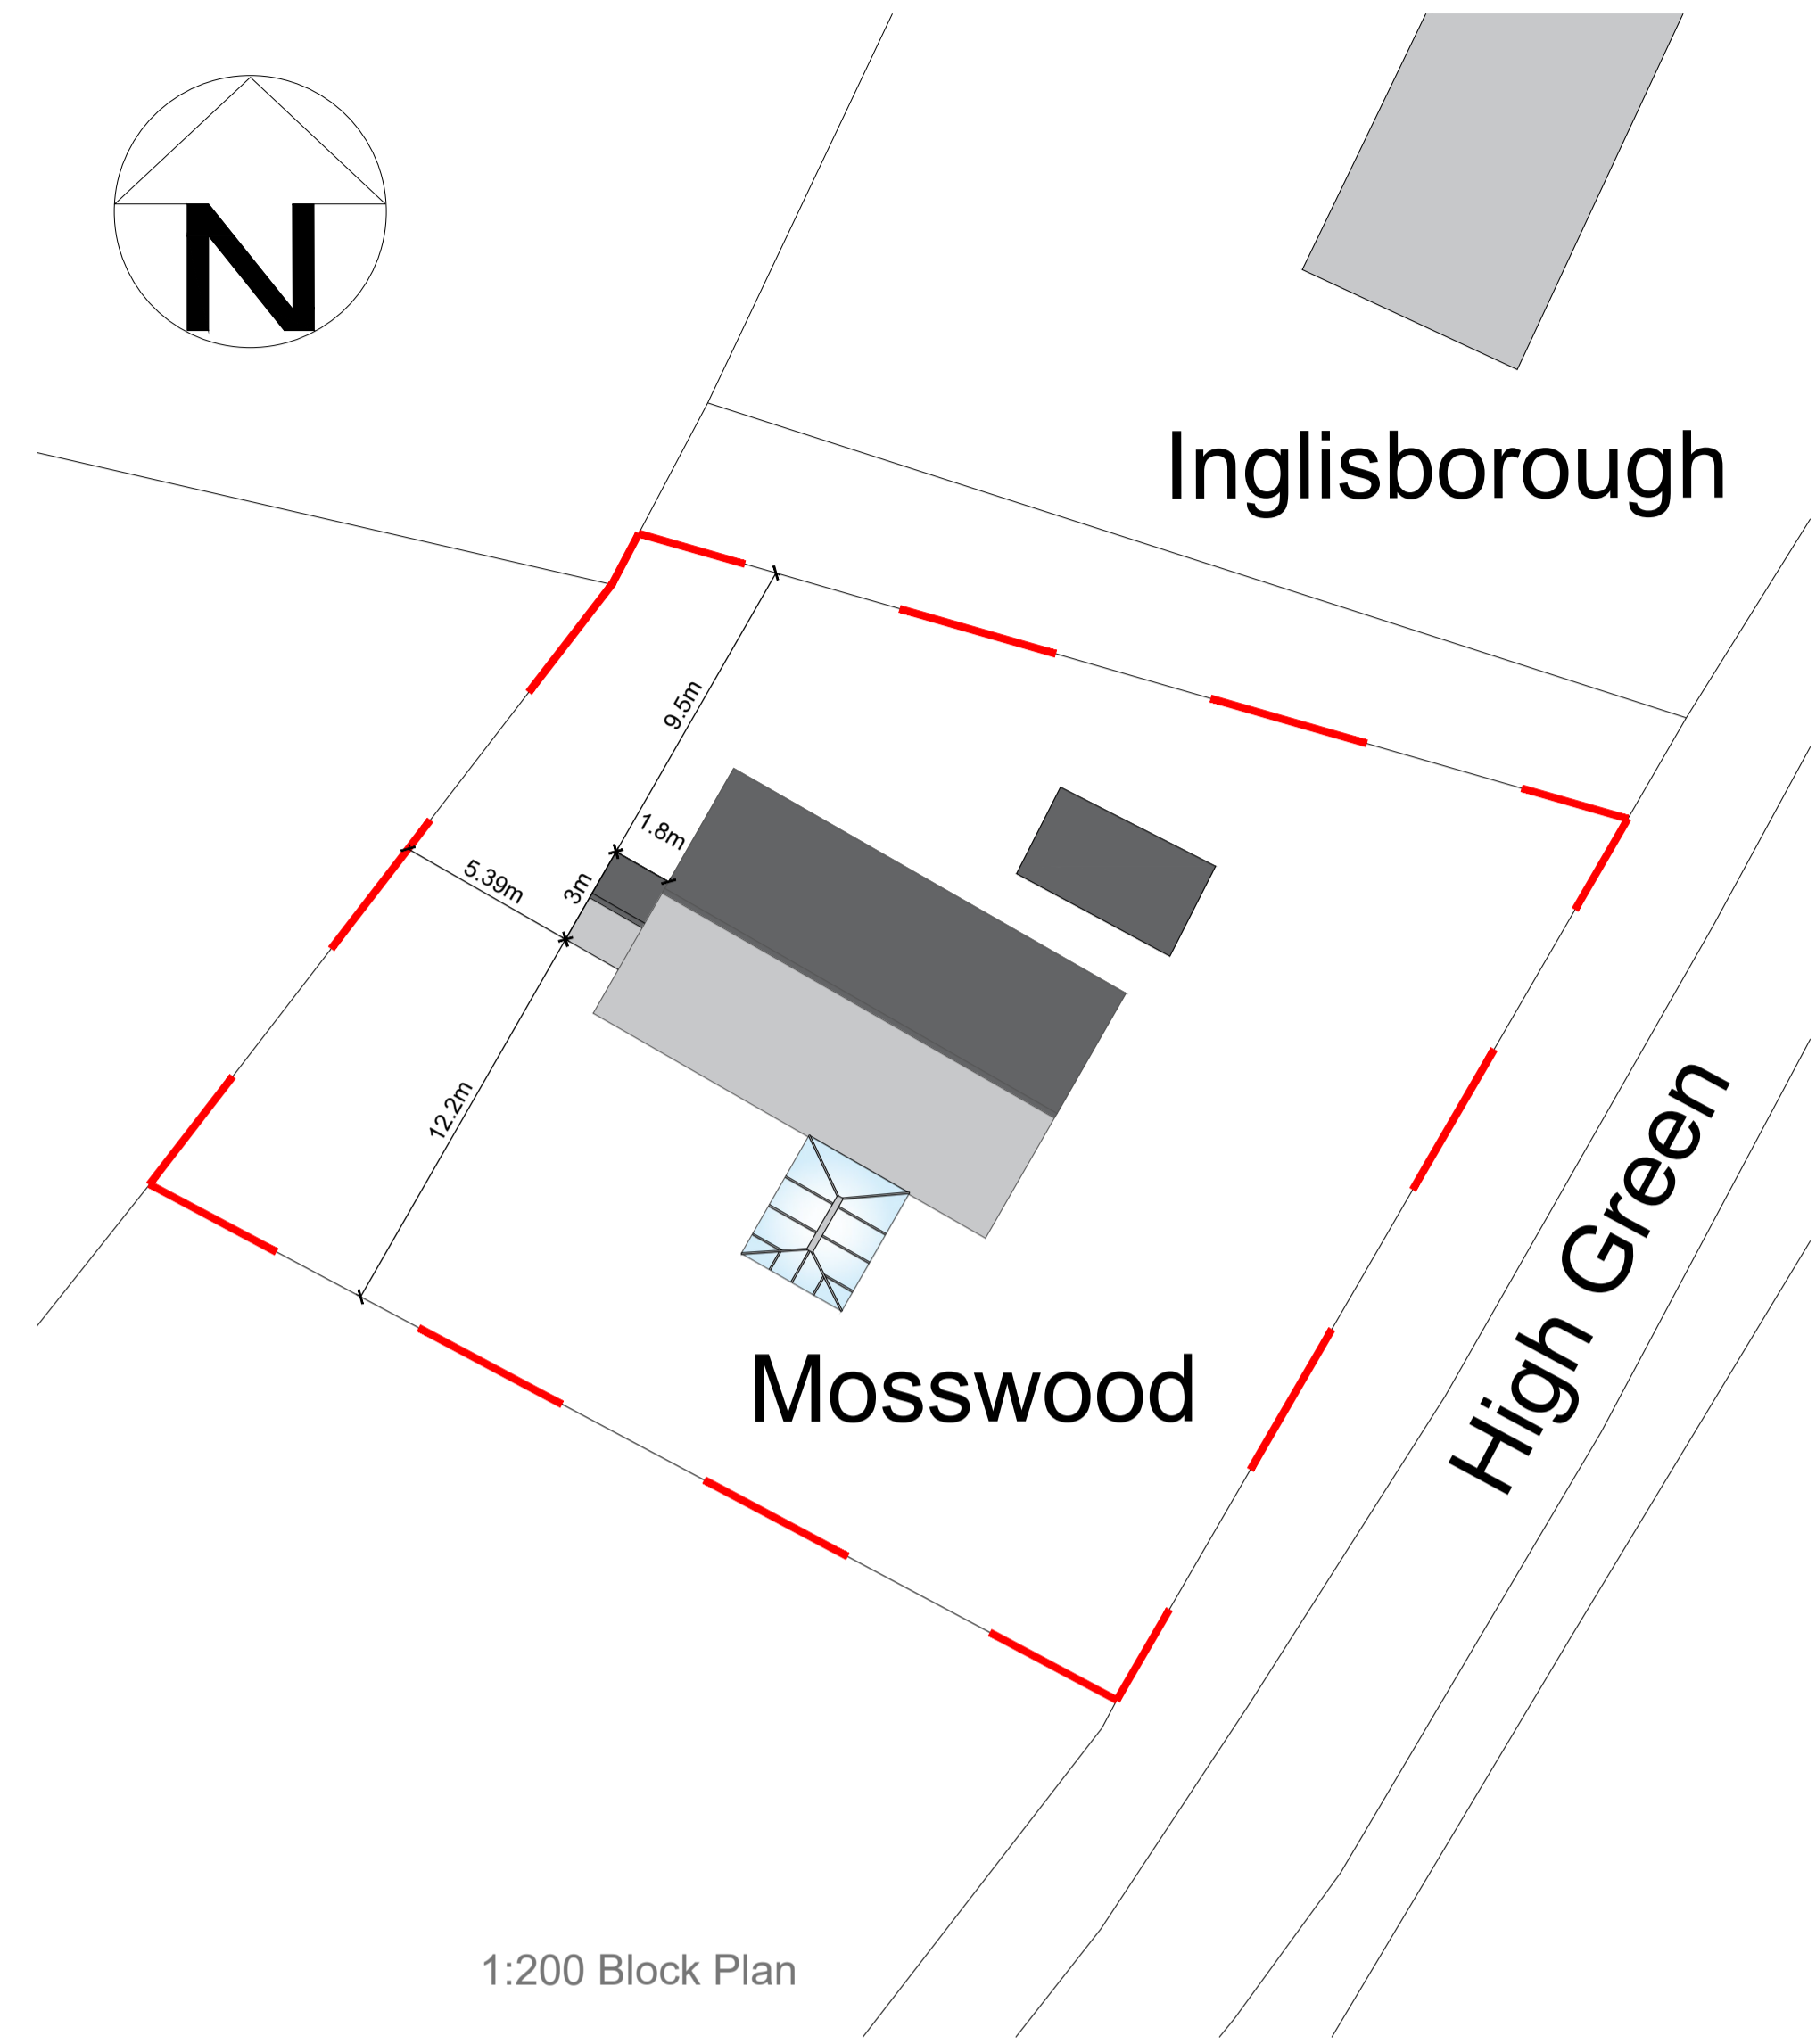 N
Inglisborough
9.5m
1.8m
5.39m
3m
12.2m
High Green
Mosswood
1:200 Block Plan